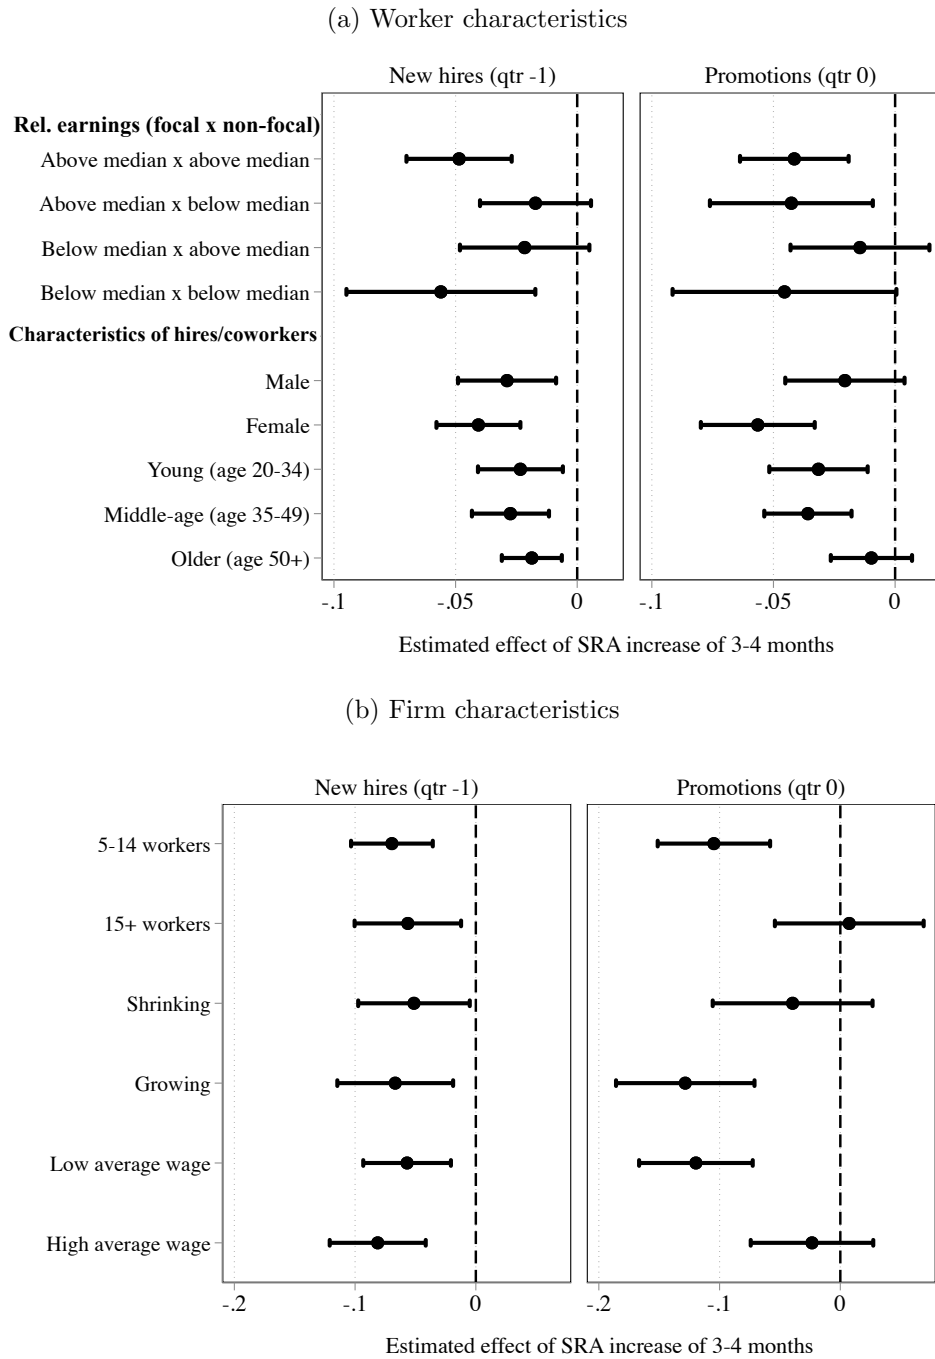 (a) Worker characteristics
New hires (qtr -1)
Promotions (qtr 0)
Rel. earnings (focal x non-focal)
Above median x above median
Above median x below median
Below median x above median
Below median x below median
Characteristics of hires/coworkers
Male
Female
Young (age 20-34)
Middle-age (age 35-49)
Older (age 50+)
-.1 -.05 0 -.1 -.05 0
Estimated effect of SRA increase of 3-4 months
(b) Firm characteristics
New hires (qtr -1)
Promotions (qtr 0)
5-14 workers
15+ workers
Shrinking
Growing
Low average wage
High average wage
-.2 -.1 0 -.2 -.1 0
Estimated effect of SRA increase of 3-4 months